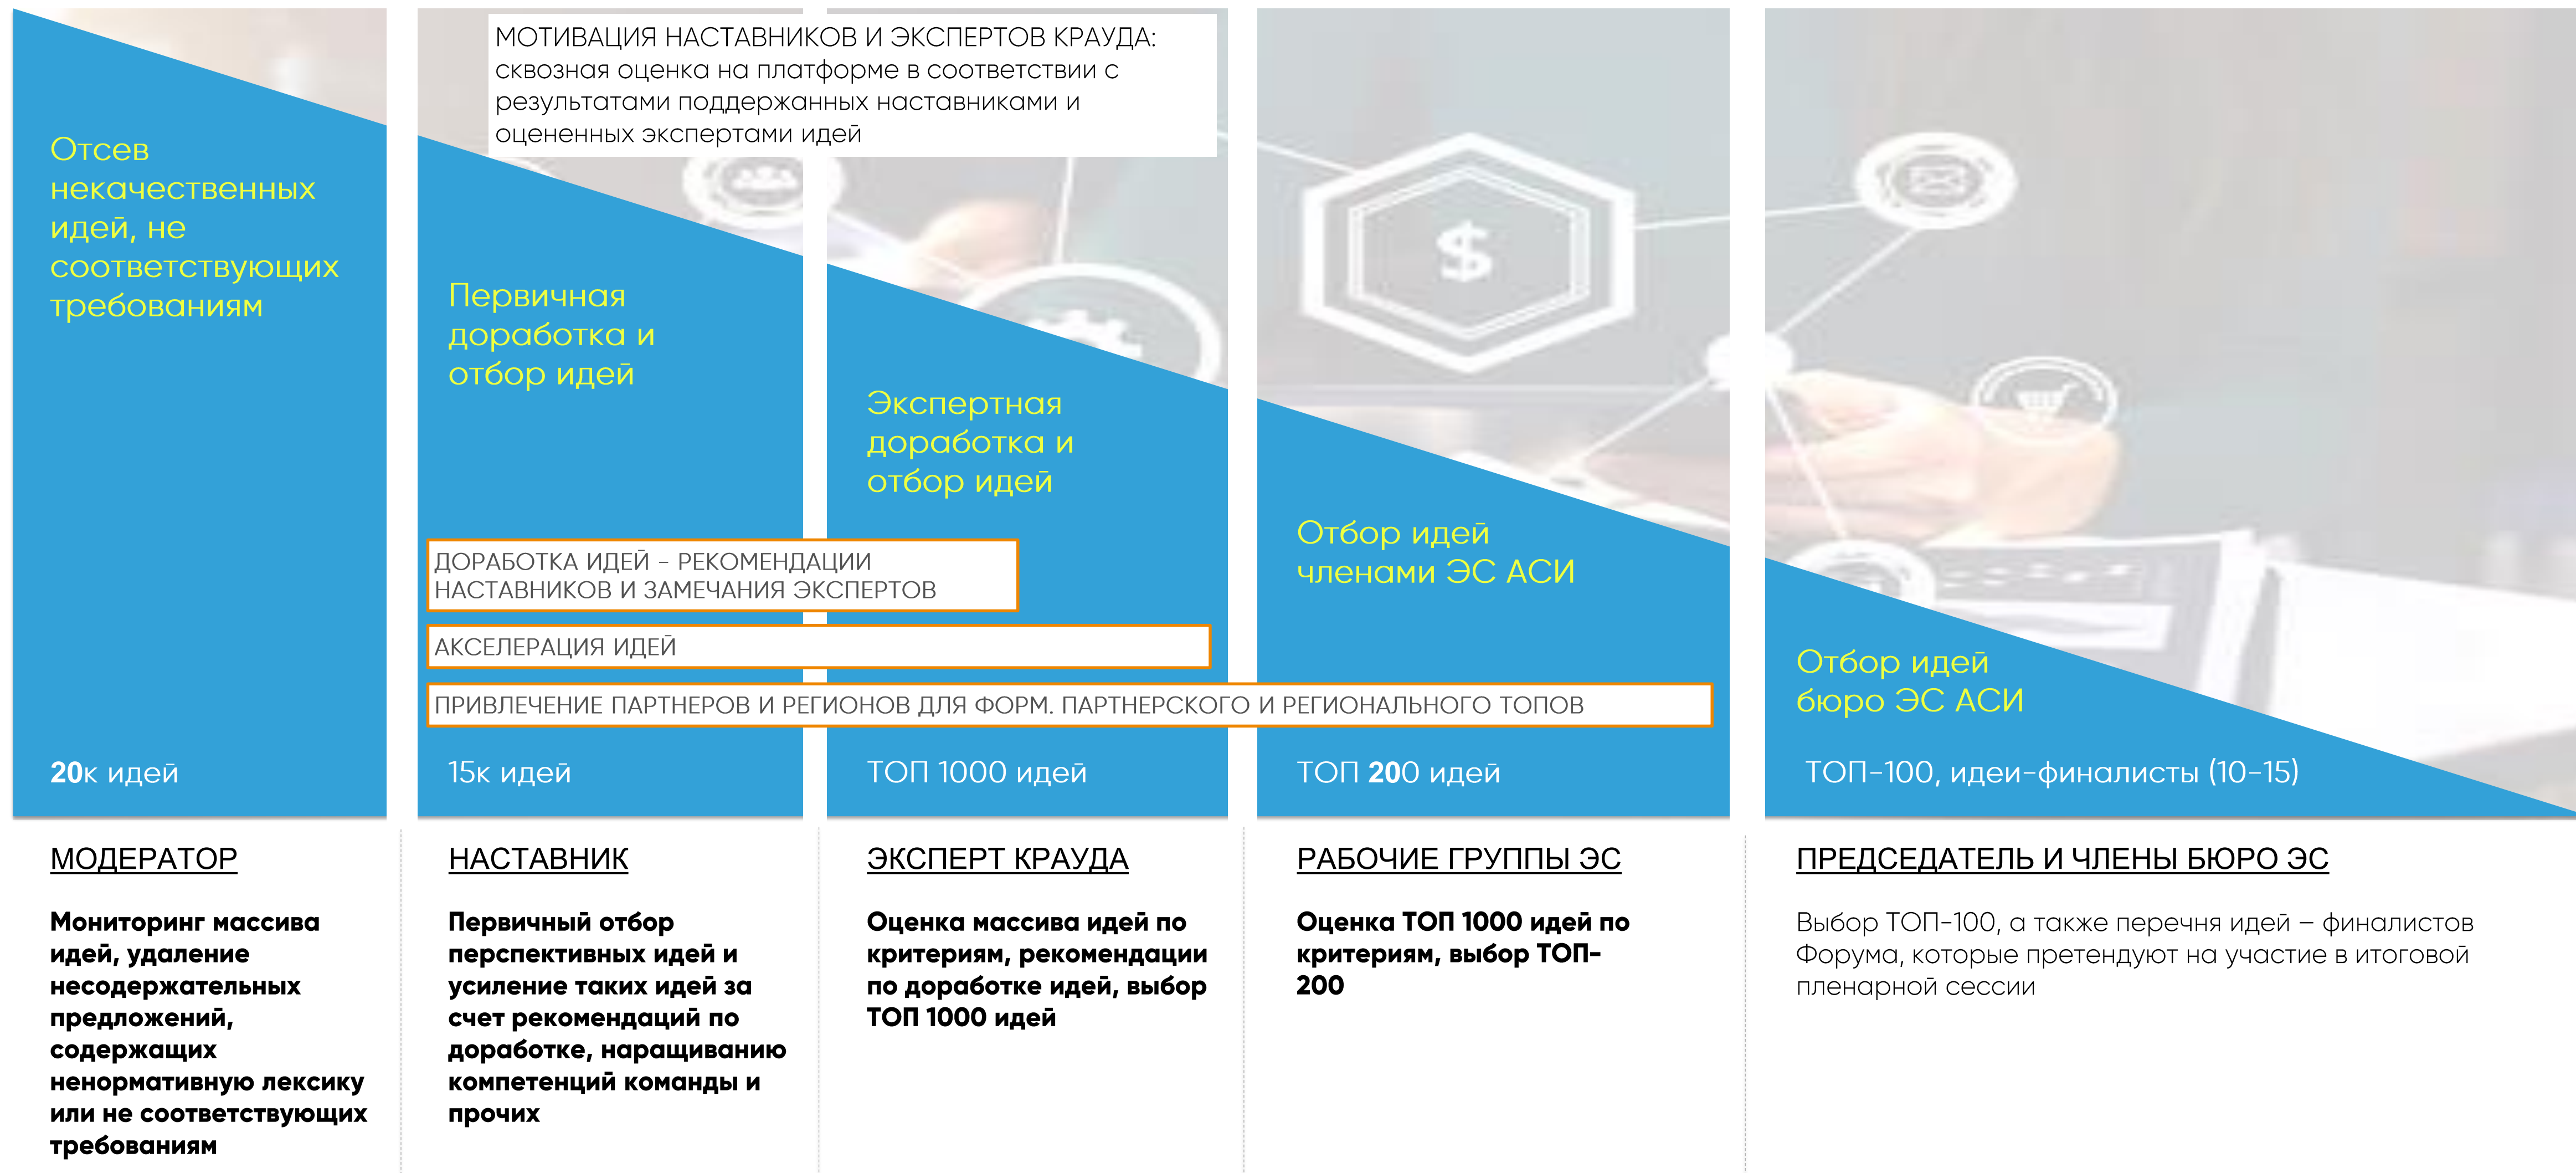 МОТИВАЦИЯ НАСТАВНИКОВ И ЭКСПЕРТОВ КРАУДА:
сквозная оценка на платформе в соответствии с
результатами поддержанных наставниками и
оцененных экспертами идей
Отсев
некачественных
идей, не
соответствующих
требованиям
Первичная
доработка и
отбор идей
Экспертная
доработка и
отбор идей
Отбор идей
членами ЭС АСИ
Отбор идей
бюро ЭС АСИ
ДОРАБОТКА ИДЕЙ - РЕКОМЕНДАЦИИ
НАСТАВНИКОВ И ЗАМЕЧАНИЯ ЭКСПЕРТОВ
АКСЕЛЕРАЦИЯ ИДЕЙ
ПРИВЛЕЧЕНИЕ ПАРТНЕРОВ И РЕГИОНОВ ДЛЯ ФОРМ. ПАРТНЕРСКОГО И РЕГИОНАЛЬНОГО ТОПОВ
20к идей
15к идей
ТОП 1000 идей
ТОП 200 идей
ТОП-100, идеи-финалисты (10-15)
МОДЕРАТОР
Мониторинг массива
идей, удаление
несодержательных
предложений,
содержащих
ненормативную лексику
или не соответствующих
требованиям
НАСТАВНИК
Первичный отбор
перспективных идей и
усиление таких идей за
счет рекомендаций по
доработке, наращиванию
компетенций команды и
прочих
ЭКСПЕРТ КРАУДА
Оценка массива идей по
критериям, рекомендации
по доработке идей, выбор
ТОП 1000 идей
РАБОЧИЕ ГРУППЫ ЭС
Оценка ТОП 1000 идей по
критериям, выбор ТОП-
200
ПРЕДСЕДАТЕЛЬ И ЧЛЕНЫ БЮРО ЭС
Выбор ТОП-100, а также перечня идей – финалистов
Форума, которые претендуют на участие в итоговой
пленарной сессии